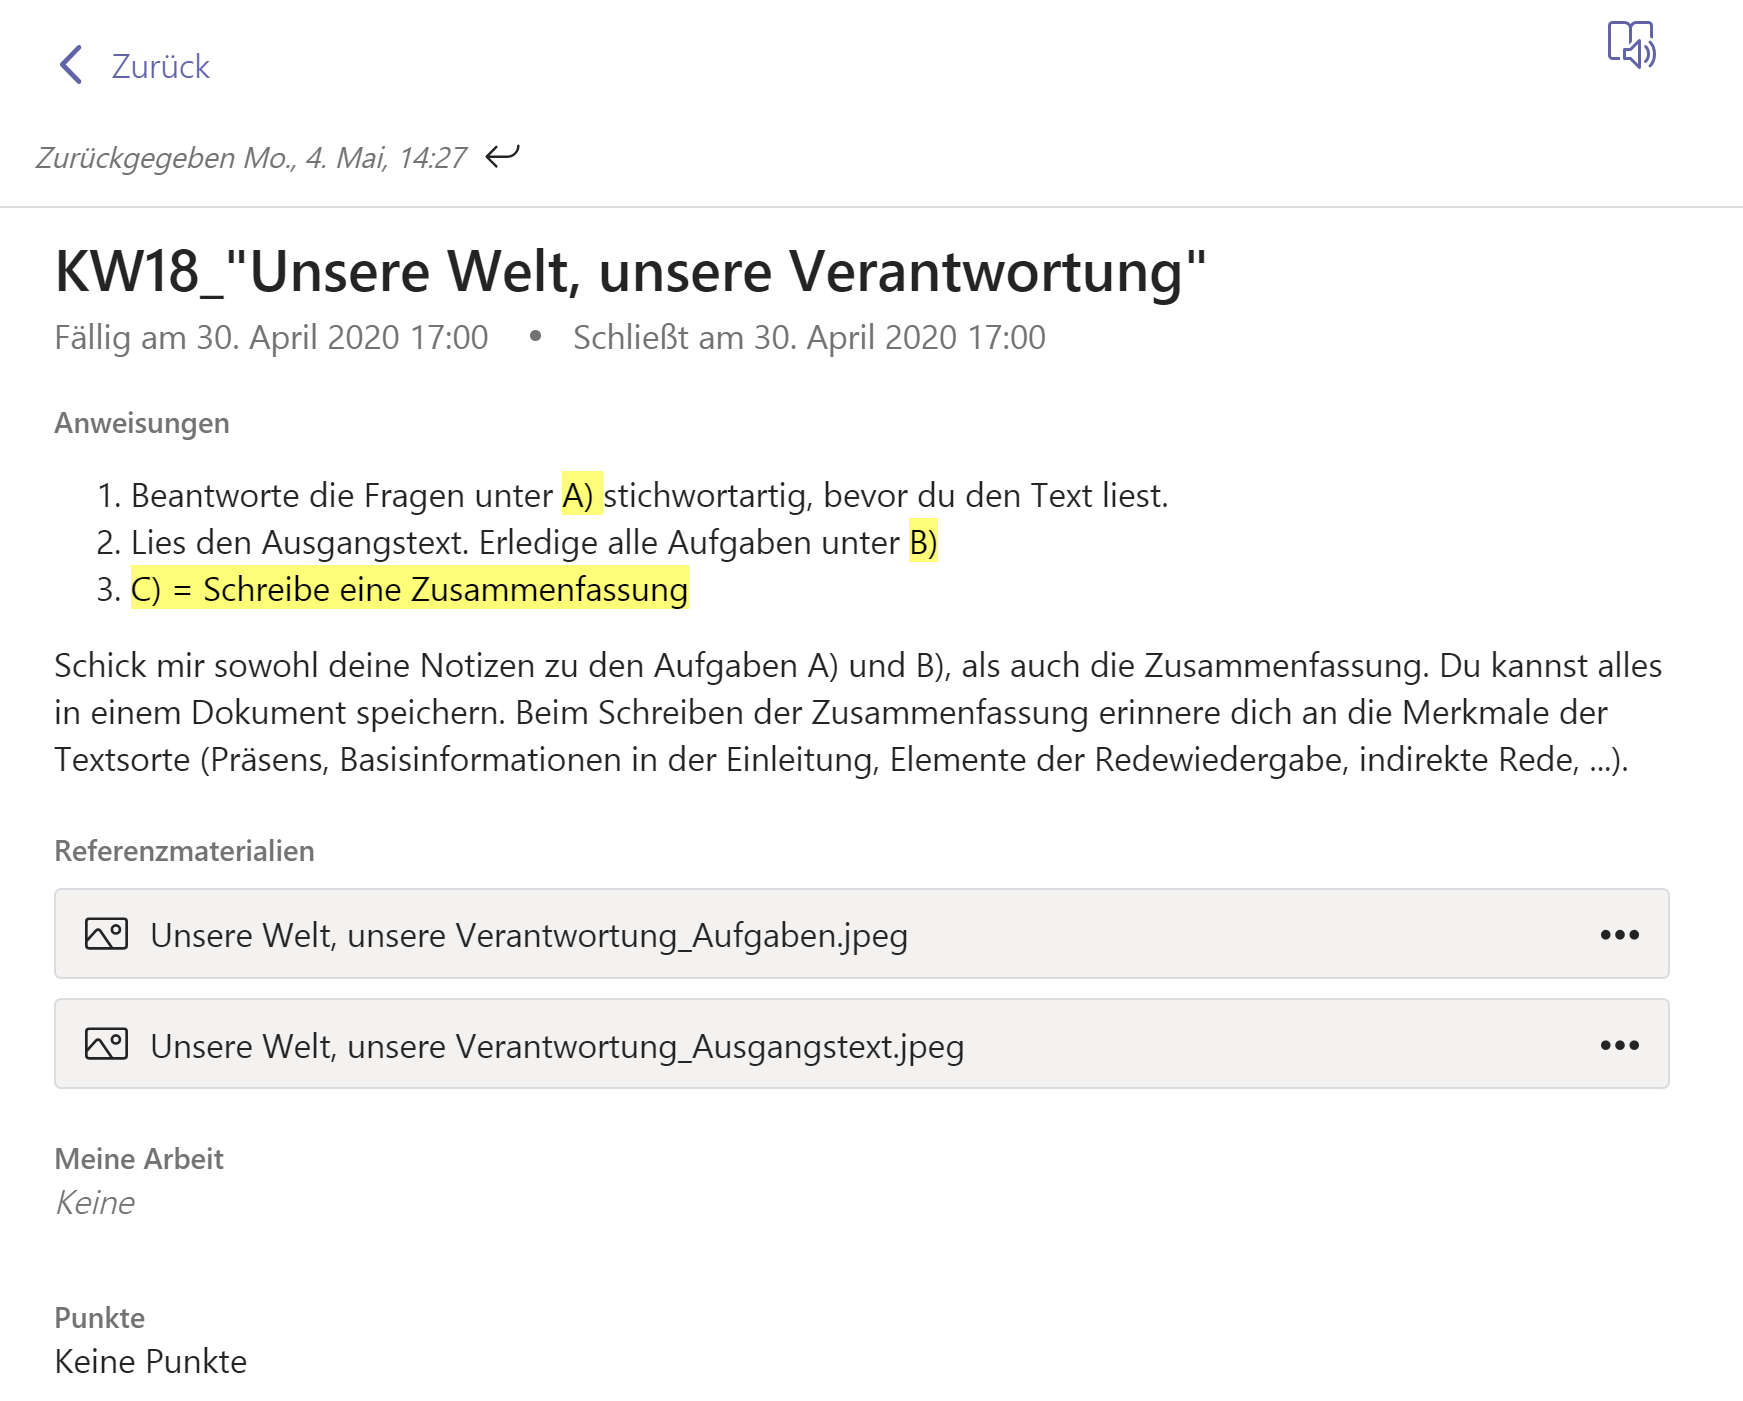 Zurück
Zurückgegeben Mo., 4. Mai, 14:27
KW18_"Unsere Welt, unsere Verantwortung"
Fällig am 30. April 2020 17:00 • Schließt am 30. April 2020 17:00
Anweisungen
1. Beantworte die Fragen unter A) stichwortartig, bevor du den Text liest.
2. Lies den Ausgangstext. Erledige alle Aufgaben unter B)
3. C) = Schreibe eine Zusammenfassung
Schick mir sowohl deine Notizen zu den Aufgaben A) und B), als auch die Zusammenfassung. Du kannst alles
in einem Dokument speichern. Beim Schreiben der Zusammenfassung erinnere dich an die Merkmale der
Textsorte (Präsens, Basisinformationen in der Einleitung, Elemente der Redewiedergabe, indirekte Rede, ...).
Referenzmaterialien
Unsere Welt, unsere Verantwortung_Aufgaben.jpeg
Unsere Welt, unsere Verantwortung_Ausgangstext.jpeg
Meine Arbeit
Keine
Punkte
Keine Punkte